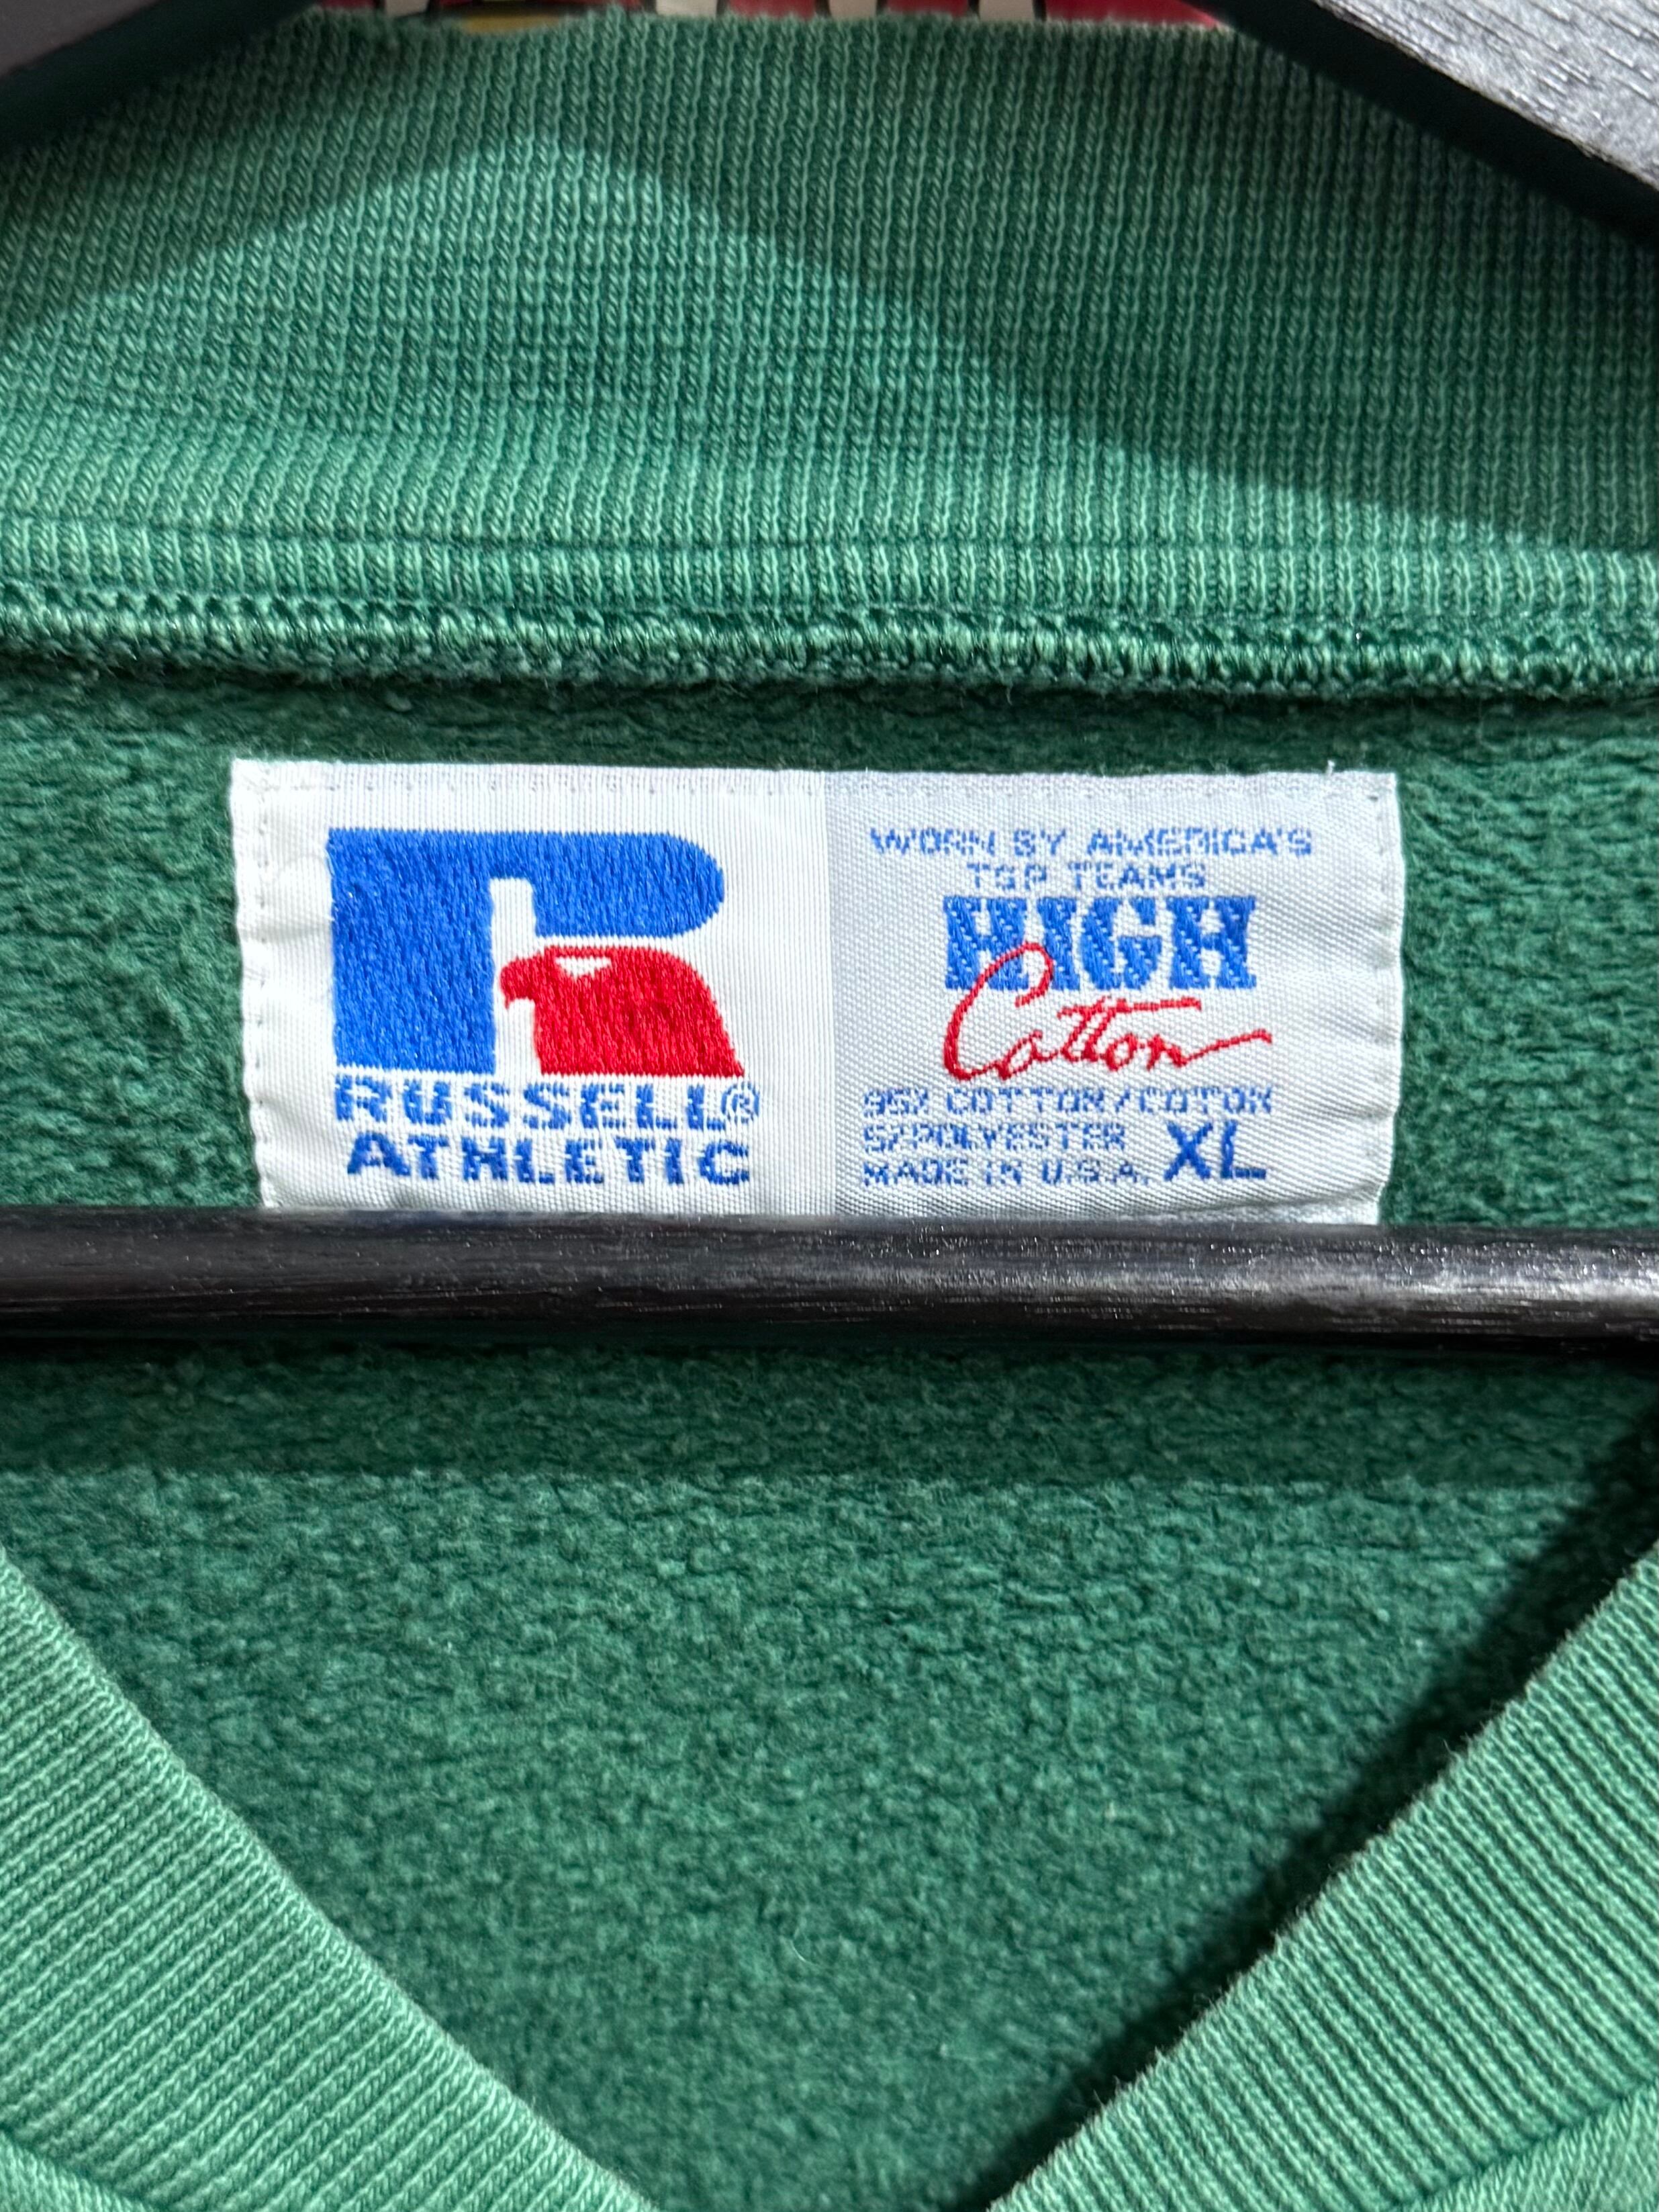 RUSSELL®
ATHLETIC
WORN BY AMERICA'S
TOP TEAMS
HIGH
Cotton
95% COTTON/COTON
5% POLYESTER
MADE IN U.S.A. XL